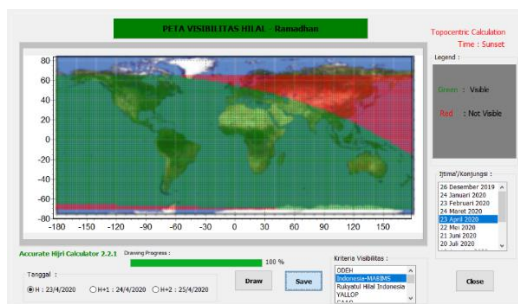 PETA VISIBILITAS HILAL - Ramadhan
Topocentric Calculation
Time : Sunset
Legend :
Green : Visible
Red : Not Visible
80
60
40
20
0
-20
-40
-60
-80
-180 -150 -120 -90 -60 -30 0 30 60 90 120 150
Ijtima'/Konjungsi :
26 Desember 2019
24 Januari 2020
23 Februari 2020
24 Maret 2020
23 April 2020
22 Mei 2020
21 Juni 2020
20 Juli 2020
Accurate Hijri Calculator 2.2.1 Drawing Progress :
100 %
Tanggal :
H : 23/4/2020 H+1 : 24/4/2020 H+2 : 25/4/2020
Draw
Save
Kriteria Visibilitas :
ODEH
Indonesia-MABIMS
Rukyatul Hilal Indonesia
YALLOP
Close